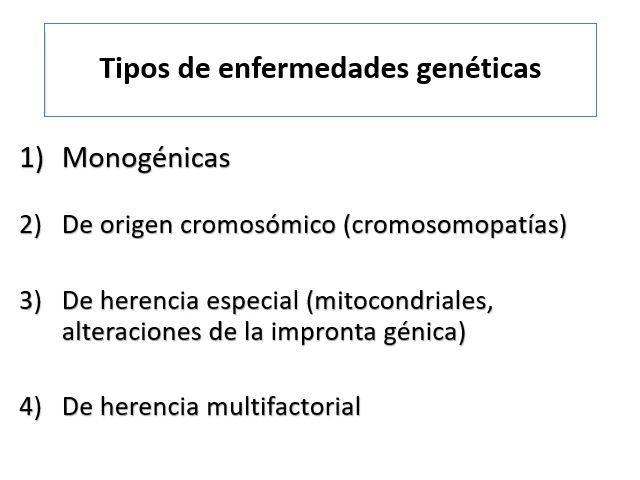 Tipos de enfermedades genéticas
1) Monogénicas
2) De origen cromosómico (cromosomopatías)
3) De herencia especial (mitocondriales,
alteraciones de la impronta génica)
4) De herencia multifactorial